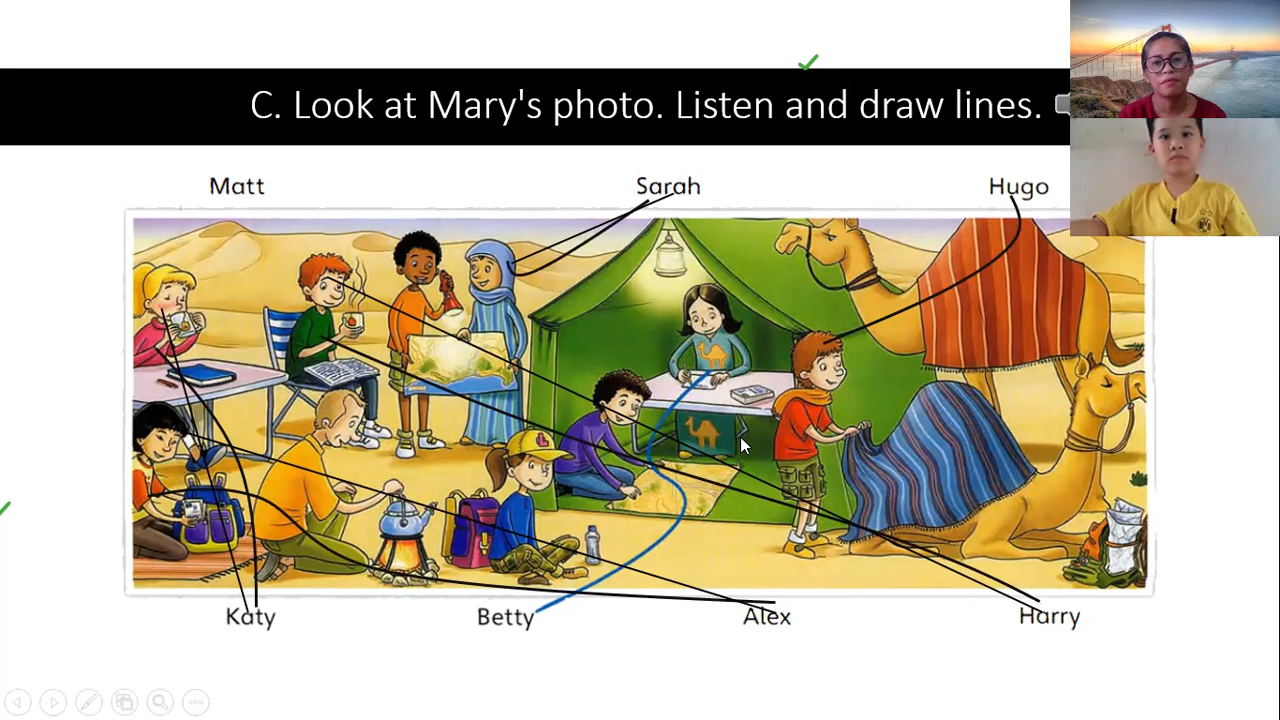 C. Look at Mary's photo. Listen and draw lines.
Matt
Sarah
Hugo
Katy
Betty
Alex
Harry